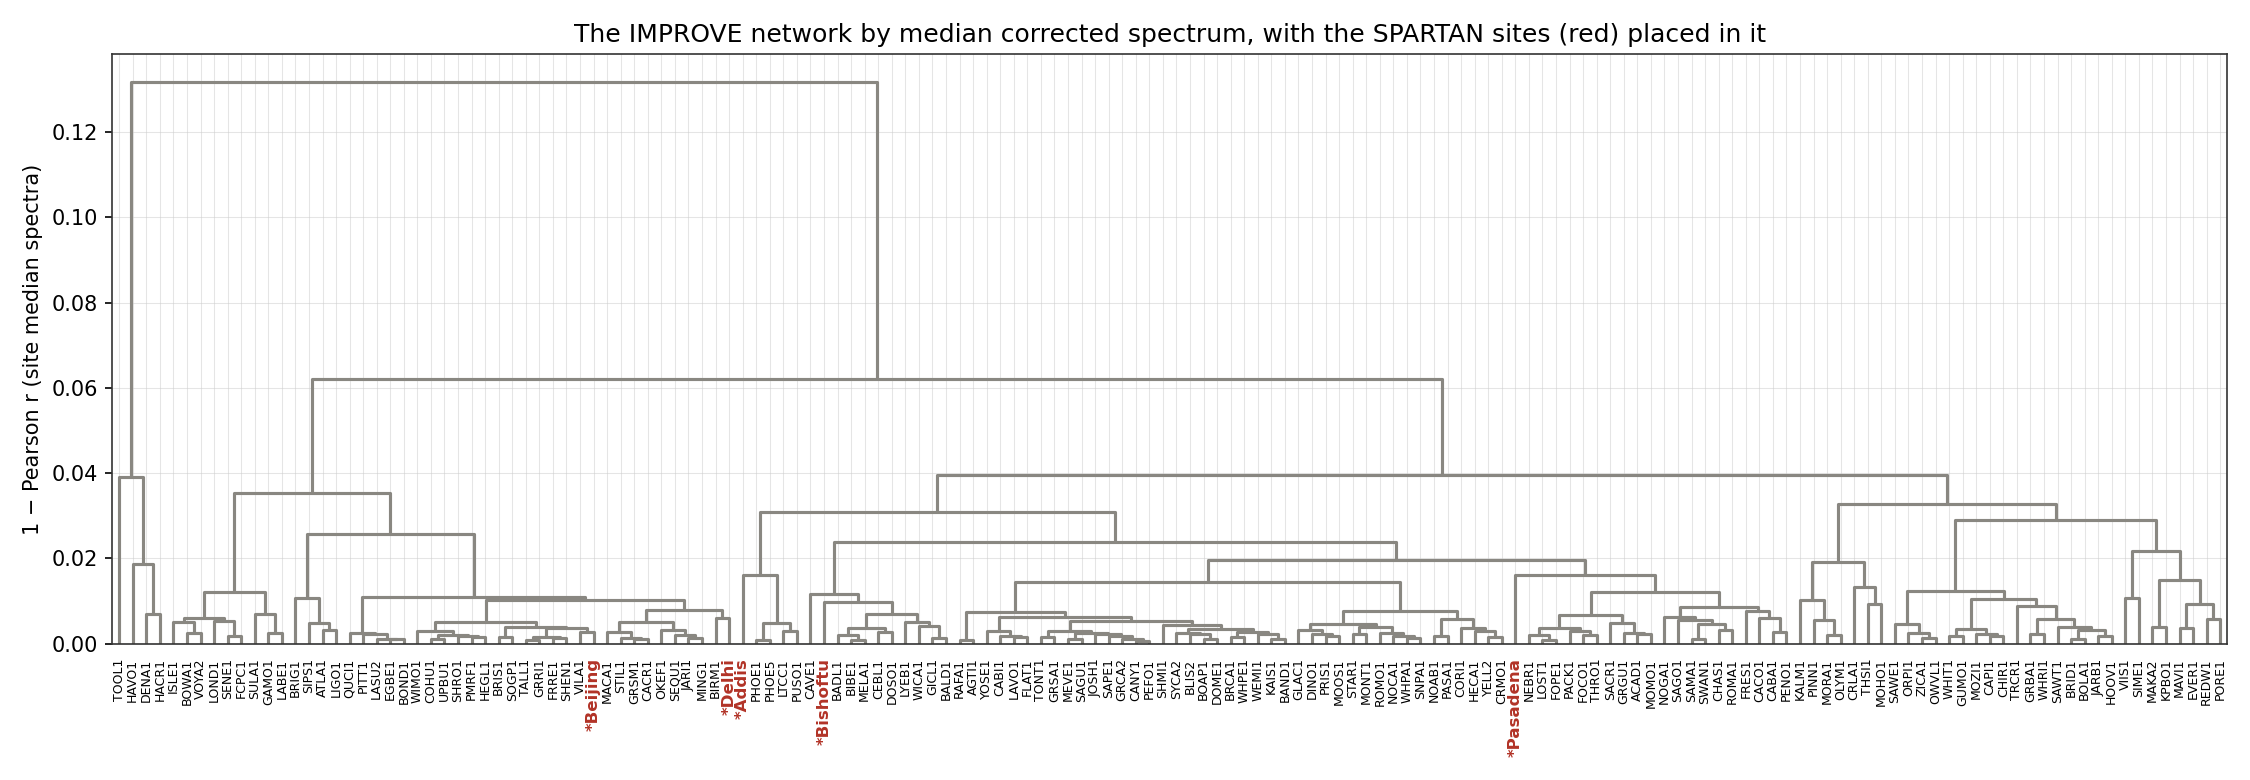 The IMPROVE network by median corrected spectrum, with the SPARTAN sites (red) placed in it
1 − Pearson r (site median spectra)
0.12
0.10
0.08
0.06
0.04
0.02
0.00
TOOL1
HAVO1
DENA1
HACR1
ISLE1
BOWA1
VOYA2
LOND1
SENE1
FCPC1
SULA1
GAMO1
LABE1
BRIG1
SIPS1
ATLA1
LIGO1
QUCI1
PITT1
LASU2
EGBE1
BOND1
WIMO1
COHU1
UPBU1
SHRO1
PMRF1
HEGL1
BRIS1
SOGP1
TALL1
GRRI1
FRRE1
SHEN1
VILA1
*Beijing
MACA1
STIL1
GRSM1
CACR1
OKEF1
SEQU1
JARI1
MING1
BIRM1
*Delhi
*Addis
PHOE1
PHOE5
LTCC1
PUSO1
CAVE1
*Bishoftu
BADL1
BIBE1
MELA1
CEBL1
DOSO1
LYEB1
WICA1
GICL1
BALD1
RAFA1
AGTI1
YOSE1
CABI1
LAVO1
FLAT1
TONT1
GRSA1
MEVE1
SAGU1
JOSH1
SAPE1
GRCA2
CANY1
PEFO1
SHMI1
SYCA2
BLIS2
BOAP1
DOME1
BRCA1
WHPE1
WEMI1
KAIS1
BAND1
GLAC1
DINO1
PRIS1
MOOS1
STAR1
MONT1
ROMO1
NOCA1
WHPA1
SNPA1
NOAB1
PASA1
CORI1
HECA1
YELL2
CRMO1
*Pasadena
NEBR1
LOST1
FOPE1
PACK1
FOCO1
THRO1
SACR1
GRGU1
ACAD1
MOMO1
NOGA1
SAGO1
SAMA1
SWAN1
CHAS1
ROMA1
FRES1
CACO1
CABA1
PENO1
KALM1
PINN1
MORA1
OLYM1
CRLA1
THSI1
MOHO1
SAWE1
ORPI1
ZICA1
OWVL1
WHIT1
GUMO1
MOZI1
CAPI1
CHIR1
TRCR1
GRBA1
WHRI1
SAWT1
BRID1
BOLA1
JARB1
HOOV1
VIIS1
SIME1
MAKA2
KPBO1
MAVI1
EVER1
REDW1
PORE1